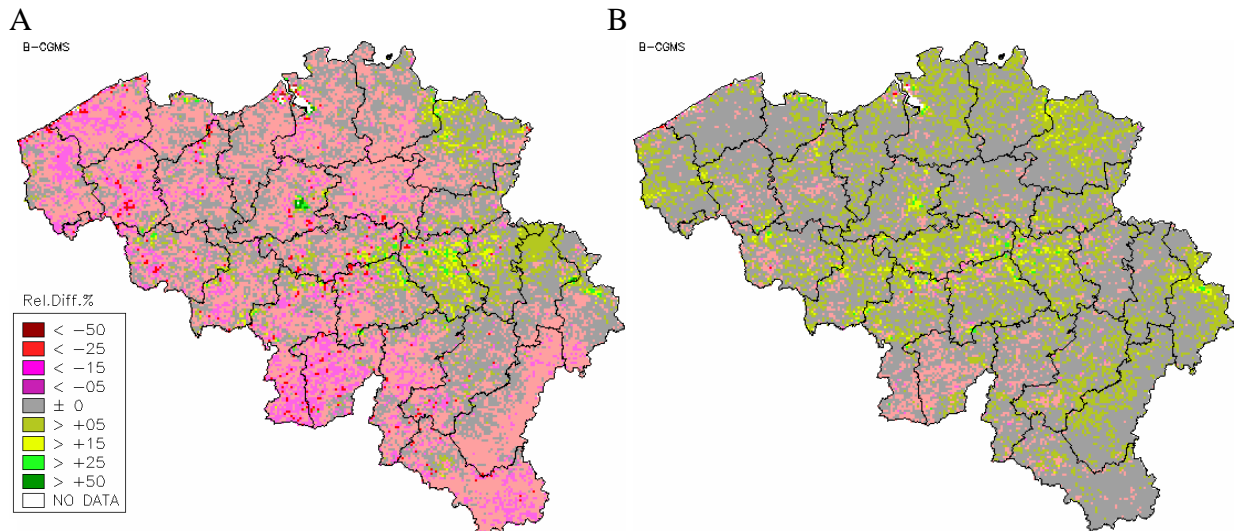 A
B
B-CGMS
B-CGMS
Rel.Diff.%
< -50
< -25
< -15
< -05
± 0
> +05
> +15
> +25
> +50
NO DATA